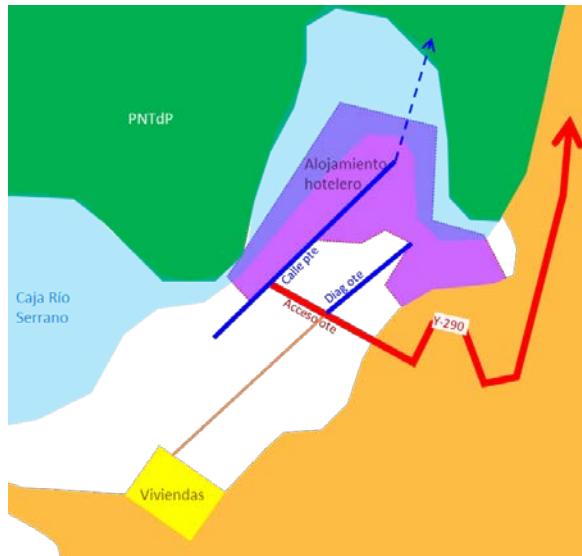 PNTdP
Alojamiento
hotelero
Calle pte
Diag ote
Caja Río
Serrano
Acceso ote
Y-290
Viviendas